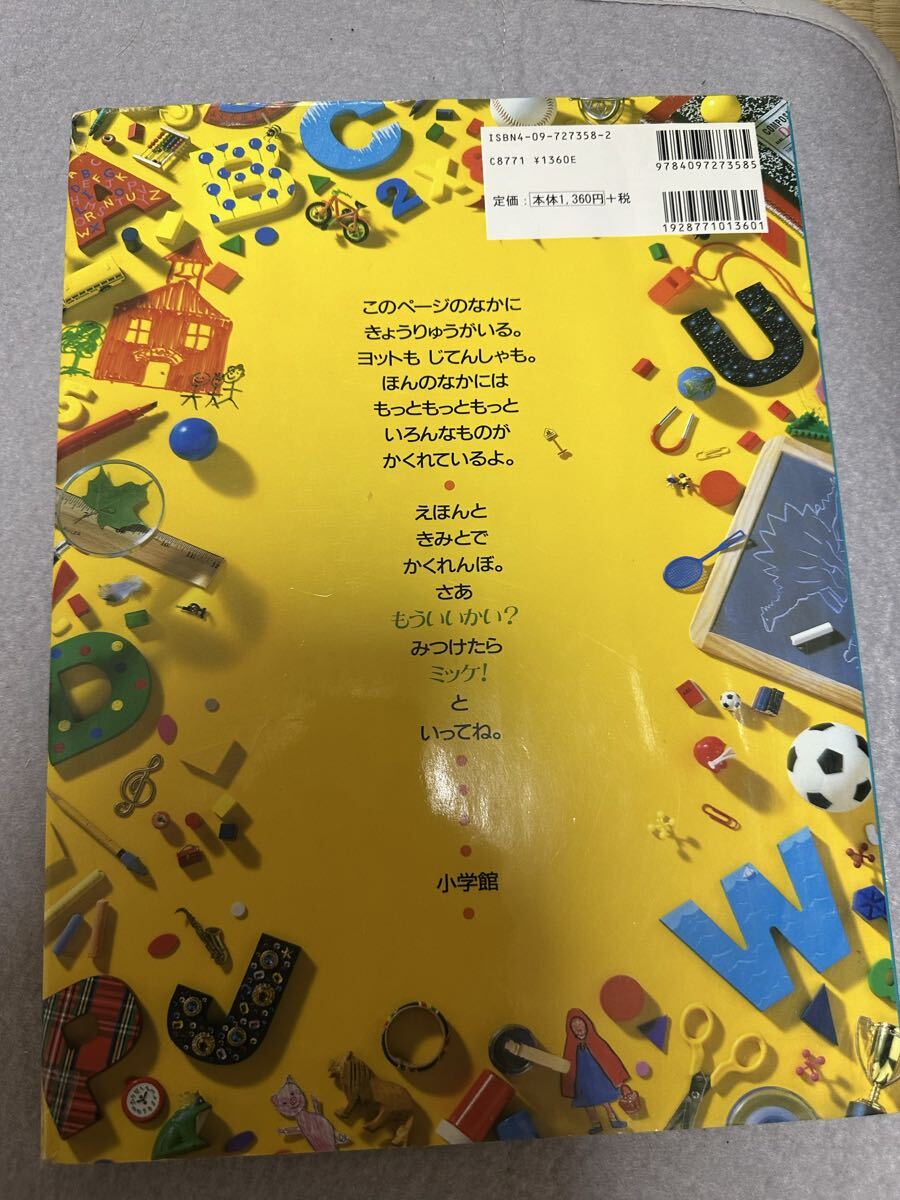 ISBN4-09-727358-2
C8771 ¥1360E
定価：本体1,360円+税
9784097273585
1928771013601
このページのなかに
きょうりゅうがいる。
ヨットも じてんしゃも。
ほんのなかには
もっともっともっと
いろんなものが
かくれているよ。
えほんと
きみとで
かくれんぼ。
さあ
もういいかい？
みつけたら
ミッケ！
と
いってね。
小学館
A
B
C
2
U
D
W
J